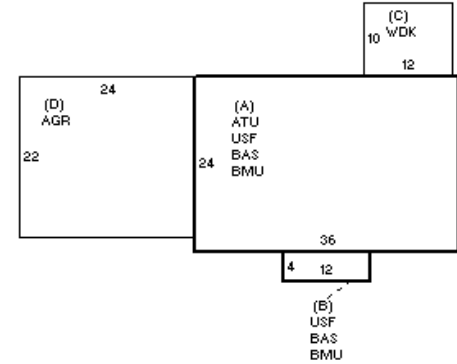 (C)
WDK
10
12
24
(D)
AGR
22
(A)
ATU
USF
BAS
BMU
24
36
4
12
(B)
USF
BAS
BMU